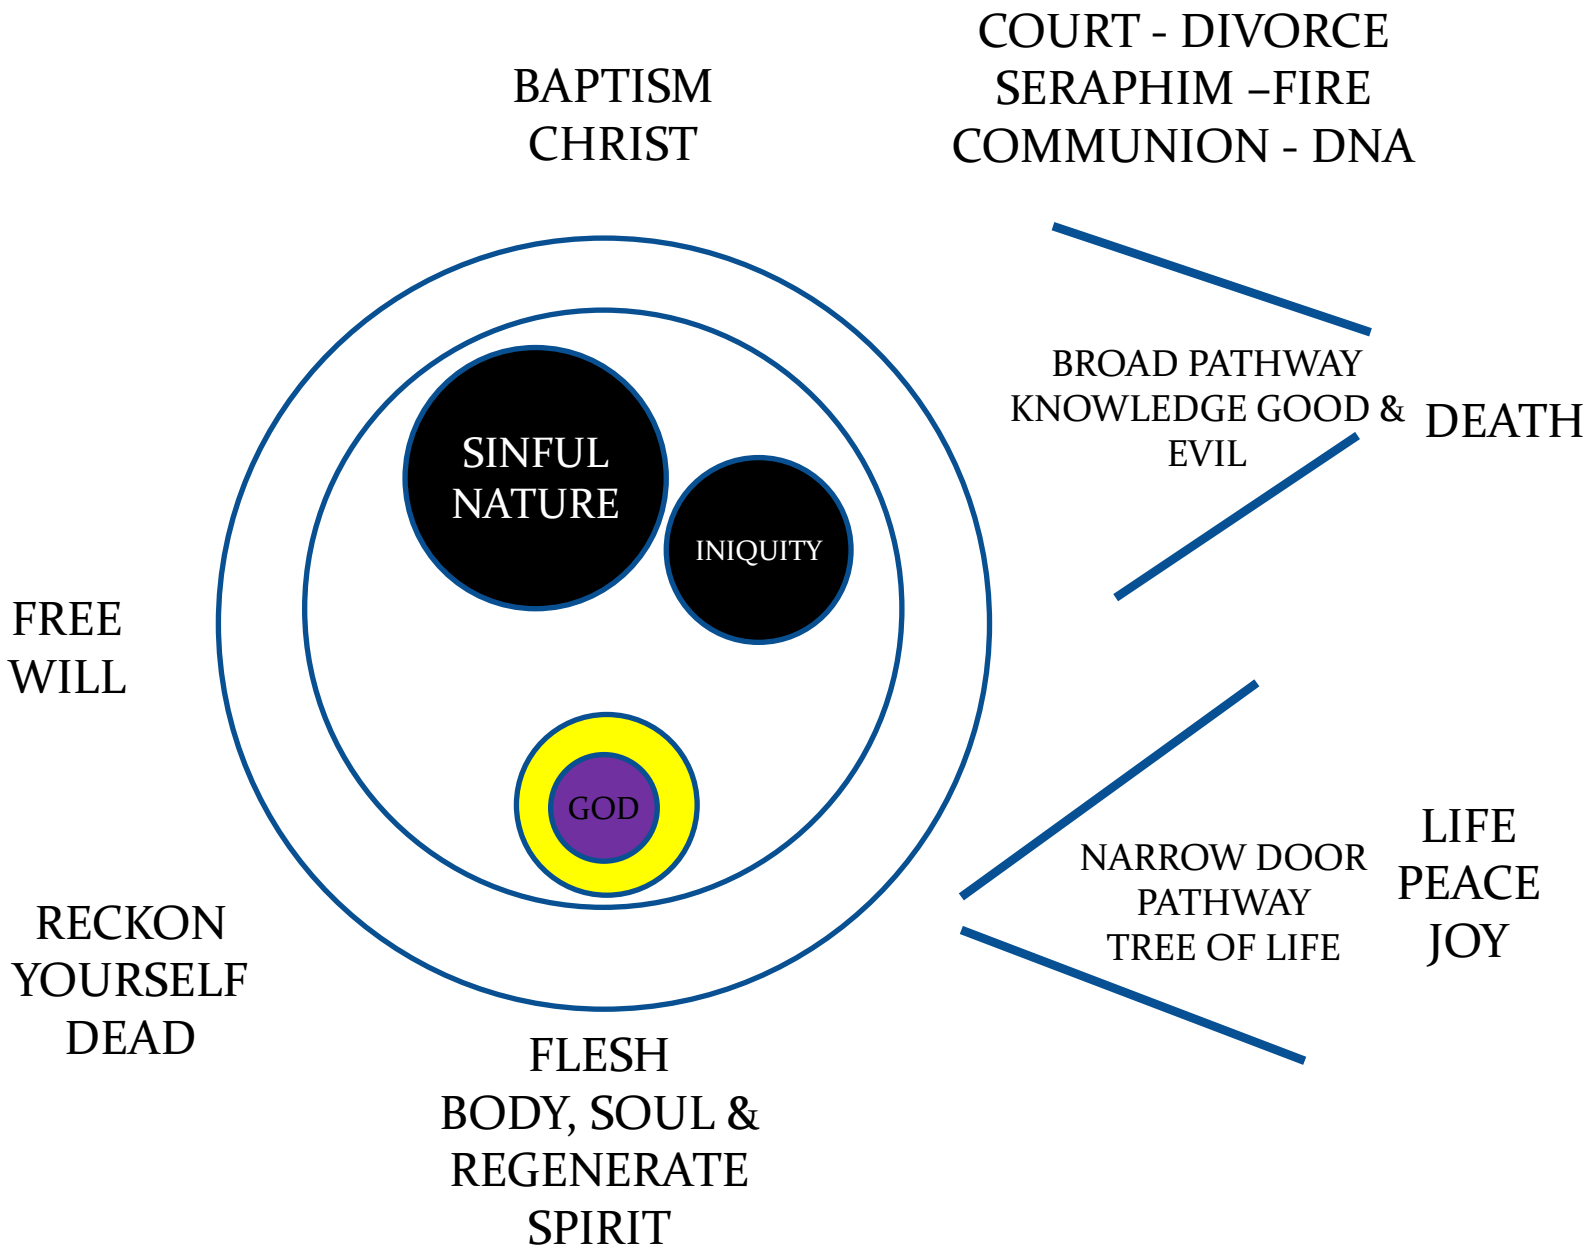 COURT - DIVORCE
SERAPHIM –FIRE
COMMUNION - DNA
BAPTISM
CHRIST
BROAD PATHWAY
KNOWLEDGE GOOD &
EVIL
DEATH
SINFUL
NATURE
INIQUITY
FREE
WILL
GOD
NARROW DOOR
PATHWAY
TREE OF LIFE
LIFE
PEACE
JOY
RECKON
YOURSELF
DEAD
FLESH
BODY, SOUL &
REGENERATE
SPIRIT